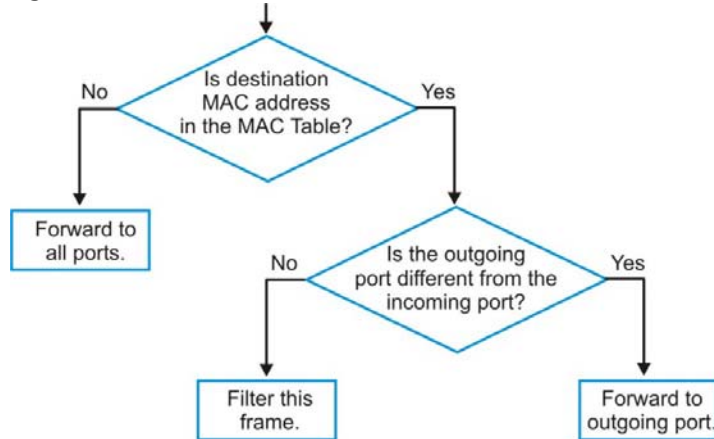 Is destination
MAC address
in the MAC Table?
No
Yes
Forward to
all ports.
Is the outgoing
port different from the
incoming port?
No
Yes
Filter this
frame.
Forward to
outgoing port.